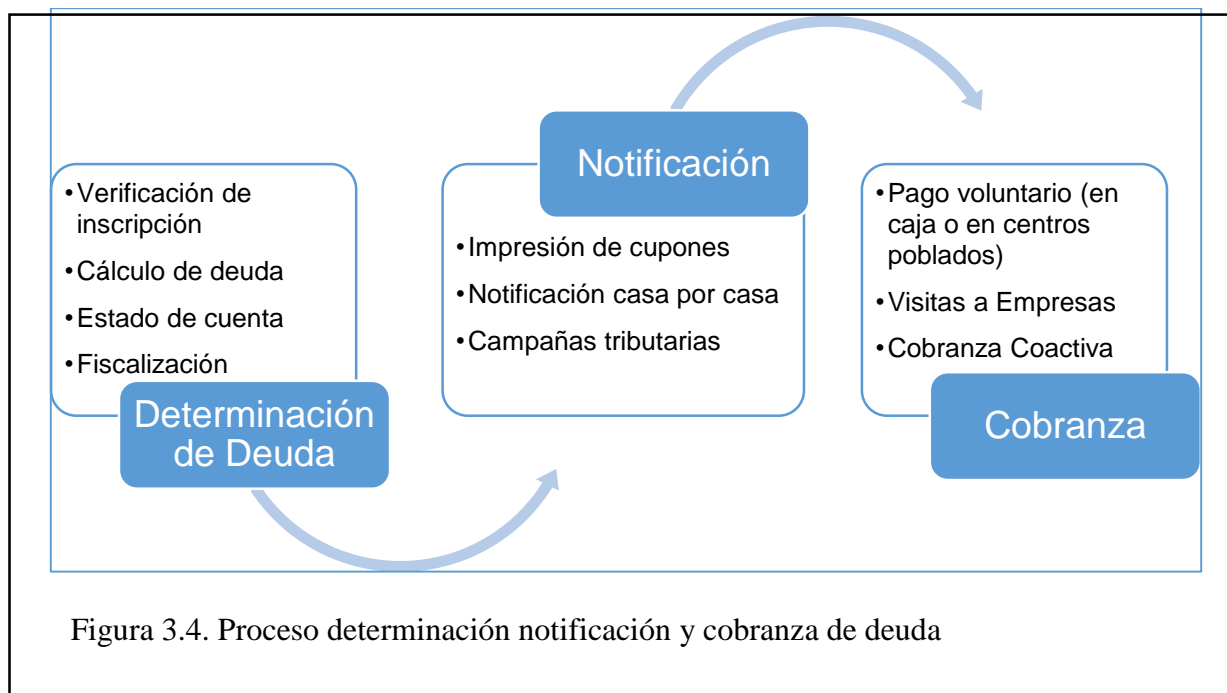 •Verificación de
inscripción
•Cálculo de deuda
•Estado de cuenta
•Fiscalización
Determinación
de Deuda
Notificación
•Impresión de cupones
•Notificación casa por casa
•Campañas tributarias
•Pago voluntario (en
caja o en centros
poblados)
•Visitas a Empresas
•Cobranza Coactiva
Cobranza
Figura 3.4. Proceso determinación notificación y cobranza de deuda